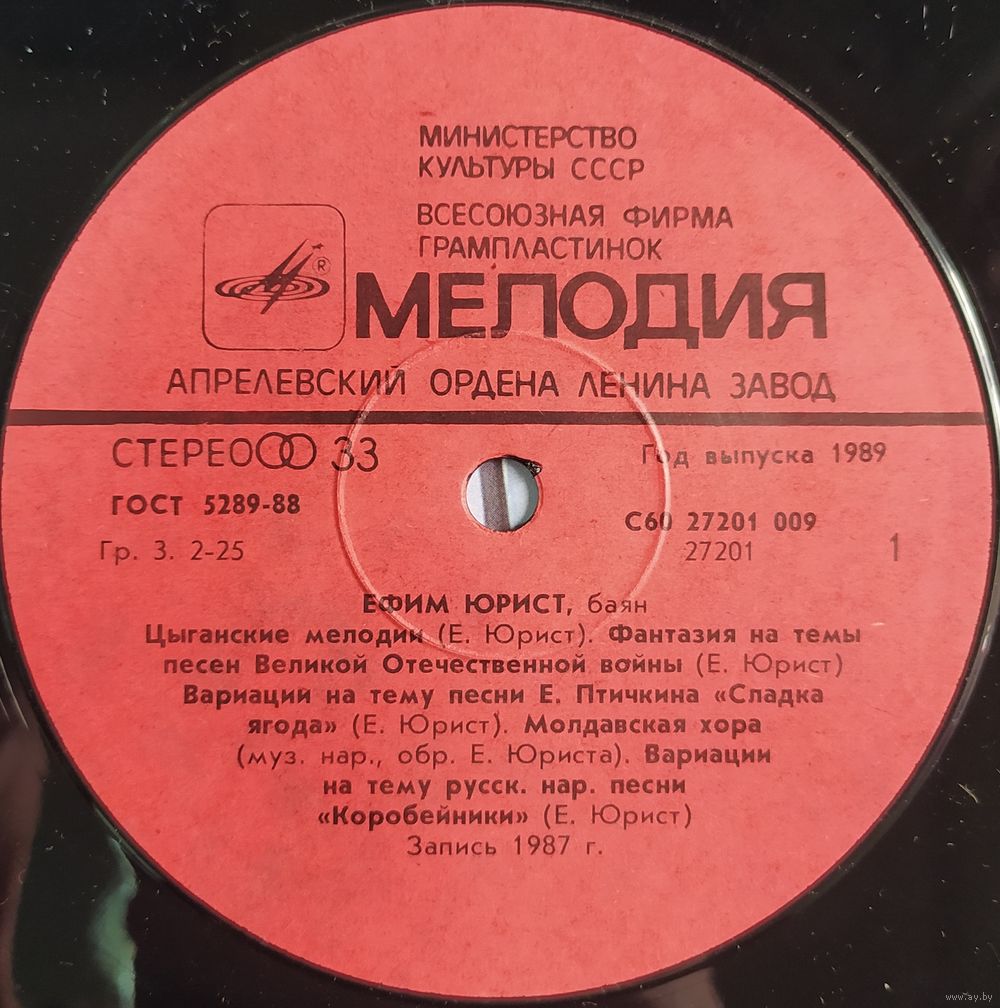 МИНИСТЕРСТВО
КУЛЬТУРЫ СССР
ВСЕСОЮЗНАЯ ФИРМА
ГРАМПЛАСТИНОК
®
МЕЛОДИЯ
АПРЕЛЕВСКИЙ ОРДЕНА ЛЕНИНА ЗАВОД
СТЕРЕО 33
Год выпуска 1989
ГОСТ 5289-88
С60 27201 009
Гр. 3. 2-25
27201
1
ЕФИМ ЮРИСТ, баян
Цыганские мелодии (Е. Юрист). Фантазия на темы
песен Великой Отечественной войны (Е. Юрист)
Вариации на тему песни Е. Птичкина «Сладка
ягода» (Е. Юрист). Молдавская хора
(муз. нар., обр. Е. Юриста). Вариации
на тему русск. нар. песни
«Коробейники» (Е. Юрист)
Запись 1987 г.
www.ay.by